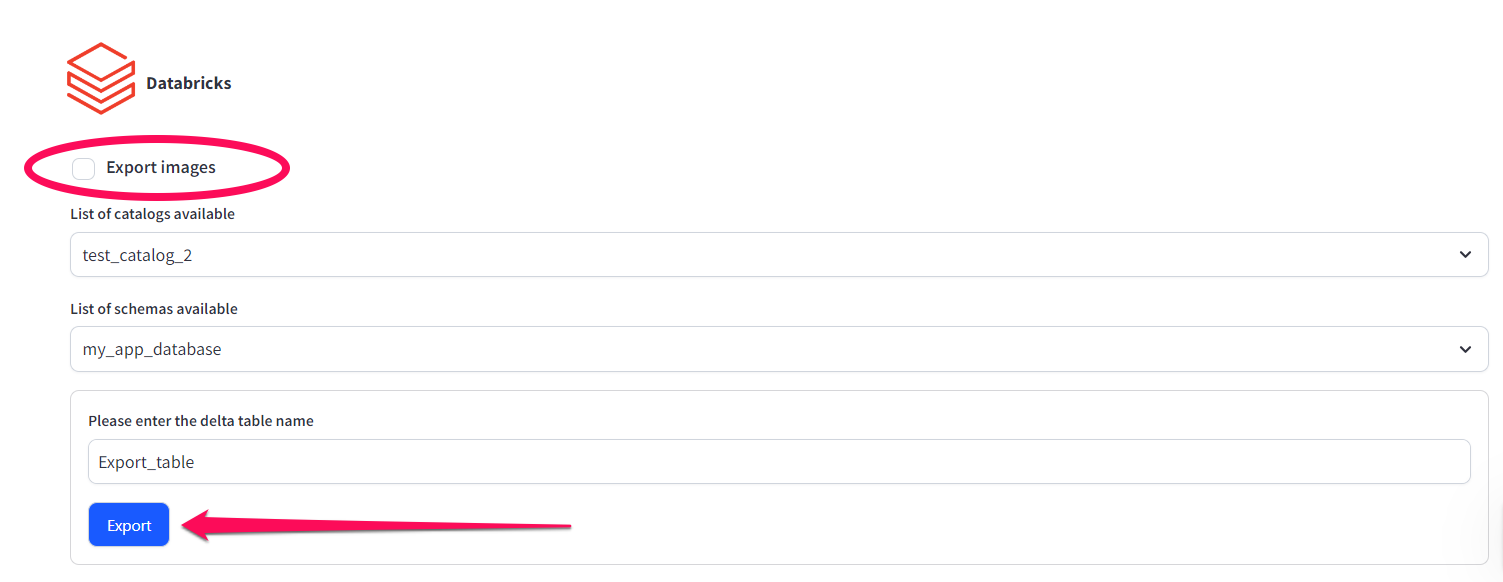 Databricks
Export images
List of catalogs available
test_catalog_2
List of schemas available
my_app_database
Please enter the delta table name
Export_table
Export